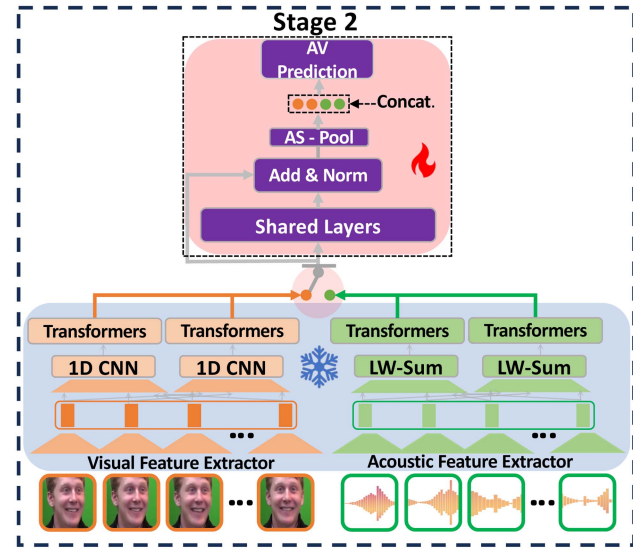 Stage 2
AV
Prediction
Concat.
AS - Pool
Add & Norm
Shared Layers
Transformers
Transformers
Transformers
Transformers
1D CNN
1D CNN
LW-Sum
LW-Sum
Visual Feature Extractor
Acoustic Feature Extractor